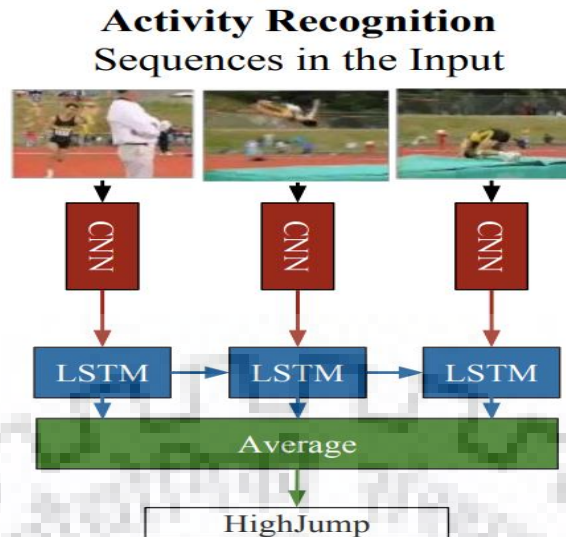 Activity Recognition
Sequences in the Input
CNN
CNN
CNN
LSTM
LSTM
LSTM
Average
HighJump